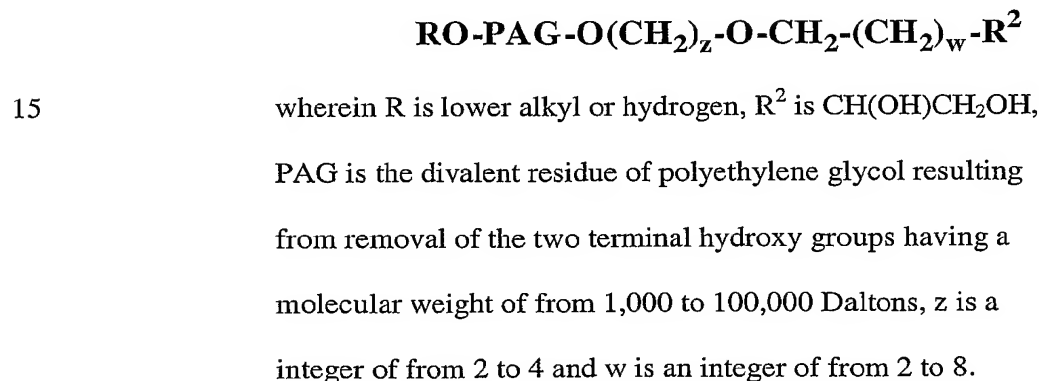 RO-PAG-O(CH₂)z-O-CH₂-(CH₂)w-R²
15 wherein R is lower alkyl or hydrogen, R² is CH(OH)CH₂OH,
PAG is the divalent residue of polyethylene glycol resulting
from removal of the two terminal hydroxy groups having a
molecular weight of from 1,000 to 100,000 Daltons, z is a
integer of from 2 to 4 and w is an integer of from 2 to 8.